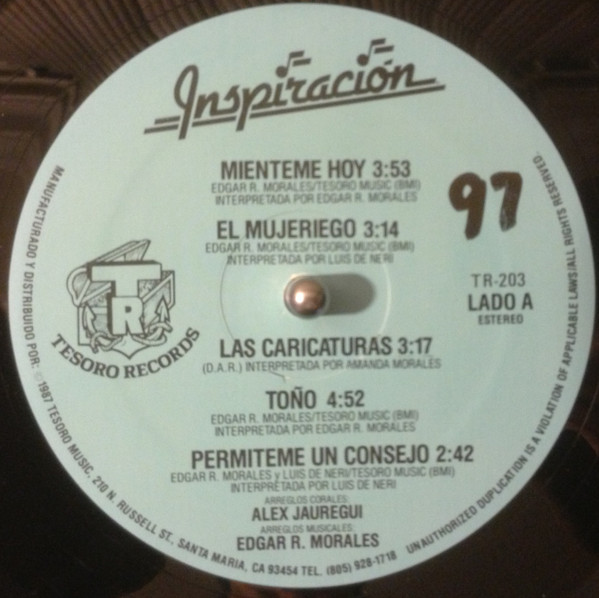 Inspiración
MIENTEME HOY 3:53
EDGAR R. MORALES/TESORO MUSIC (BMI)
INTERPRETADA POR EDGAR R. MORALES
97
EL MUJERIEGO 3:14
EDGAR R. MORALES/TESORO MUSIC (BMI)
INTERPRETADA POR LUIS DE NERI
TR
TESORO RECORDS
TR-203
LADO A
ESTEREO
LAS CARICATURAS 3:17
(D.A.R.) INTERPRETADA POR AMANDA MORALES
TOÑO 4:52
EDGAR R. MORALES/TESORO MUSIC (BMI)
INTERPRETADA POR EDGAR R. MORALES
PERMITEME UN CONSEJO 2:42
EDGAR R. MORALES y LUIS DE NERI/TESORO MUSIC (BMI)
INTERPRETADA POR LUIS DE NERI
ARREGLOS CORALES:
ALEX JAUREGUI
ARREGLOS MUSICALES:
EDGAR R. MORALES
MANUFACTURADO Y DISTRIBUIDO POR: ©1987 TESORO MUSIC, 210 N. RUSSELL ST., SANTA MARIA, CA 93454 TEL. (805) 928-1718 UNAUTHORIZED DUPLICATION IS A VIOLATION OF APPLICABLE LAWS/ALL RIGHTS RESERVED.